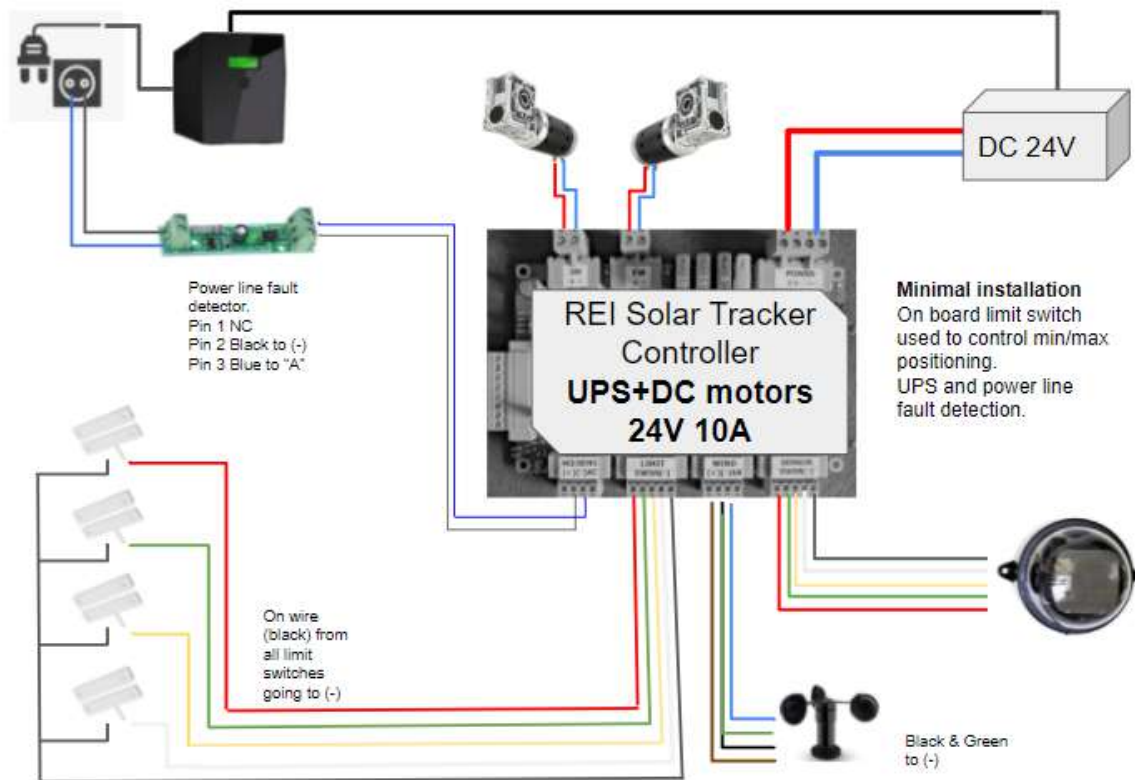 DC 24V
Power line fault
detector.
Pin 1 NC
Pin 2 Black to (-)
Pin 3 Blue to "A"
POWER
REI Solar Tracker
Controller
UPS+DC motors
24V 10A
Minimal installation
On board limit switch
used to control min/max
positioning.
UPS and power line
fault detection.
LIMIT
WIND
On wire
(black) from
all limit
switches
going to (-)
Black & Green
to (-)